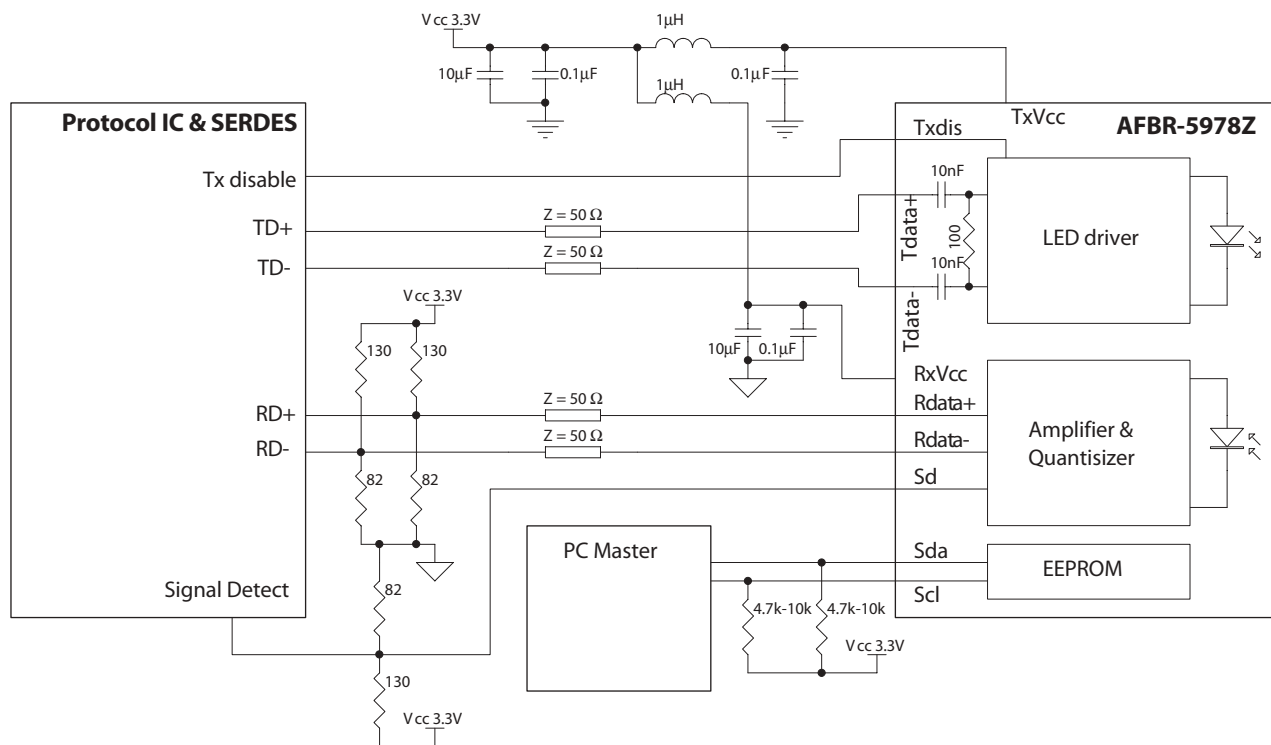 1µH
Vcc 3.3V
10µF
0.1µF
1µH
0.1µF
Protocol IC & SERDES
TxVcc
AFBR-5978Z
Txdis
Tx disable
10nF
Z = 50 Ω
TD+
Tdata+
100
LED driver
Z = 50 Ω
TD-
10nF
Tdata-
Vcc 3.3V
130
130
10µF
0.1µF
RxVcc
Z = 50 Ω
RD+
Rdata+
Z = 50 Ω
RD-
Rdata-
Amplifier &
Quantisizer
82
82
Sd
PC Master
Sda
EEPROM
Scl
Signal Detect
82
4.7k-10k
4.7k-10k
Vcc 3.3V
130
Vcc 3.3V